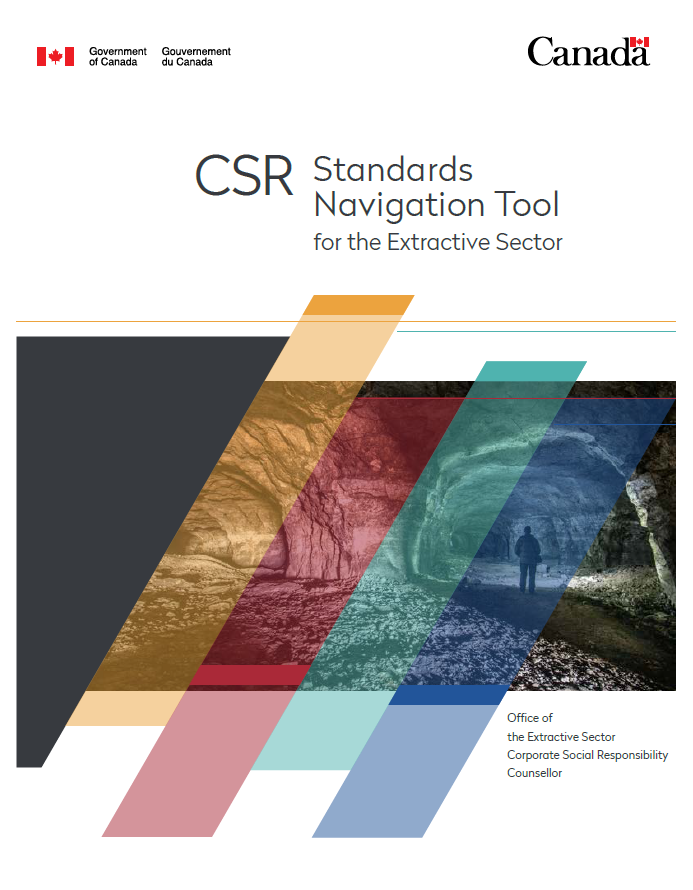 Government of Canada
Gouvernement du Canada
Canada
CSR
Standards
Navigation Tool
for the Extractive Sector
Office of
the Extractive Sector
Corporate Social Responsibility
Counsellor